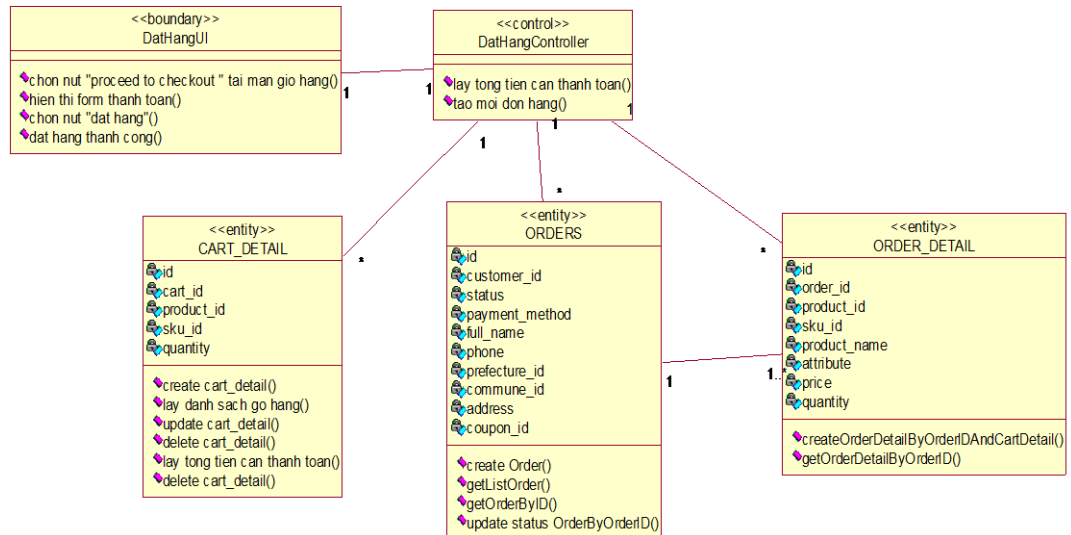 <<boundary>>
DatHangUI
chon nut "proceed to checkout " tai man gio hang()
hien thi form thanh toan()
chon nut "dat hang"()
dat hang thanh cong()
1
1
<<control>>
DatHangController
lay tong tien can thanh toan()
tao moi don hang()
1
1
1
*
*
*
<<entity>>
CART_DETAIL
id
cart_id
product_id
sku_id
quantity
create cart_detail()
lay danh sach go hang()
update cart_detail()
delete cart_detail()
lay tong tien can thanh toan()
delete cart_detail()
<<entity>>
ORDERS
id
customer_id
status
payment_method
full_name
phone
prefecture_id
commune_id
address
coupon_id
create Order()
getListOrder()
getOrderByID()
update status OrderByOrderID()
1
1..*
<<entity>>
ORDER_DETAIL
id
order_id
product_id
sku_id
product_name
attribute
price
quantity
createOrderDetailByOrderIDAndCartDetail()
getOrderDetailByOrderID()